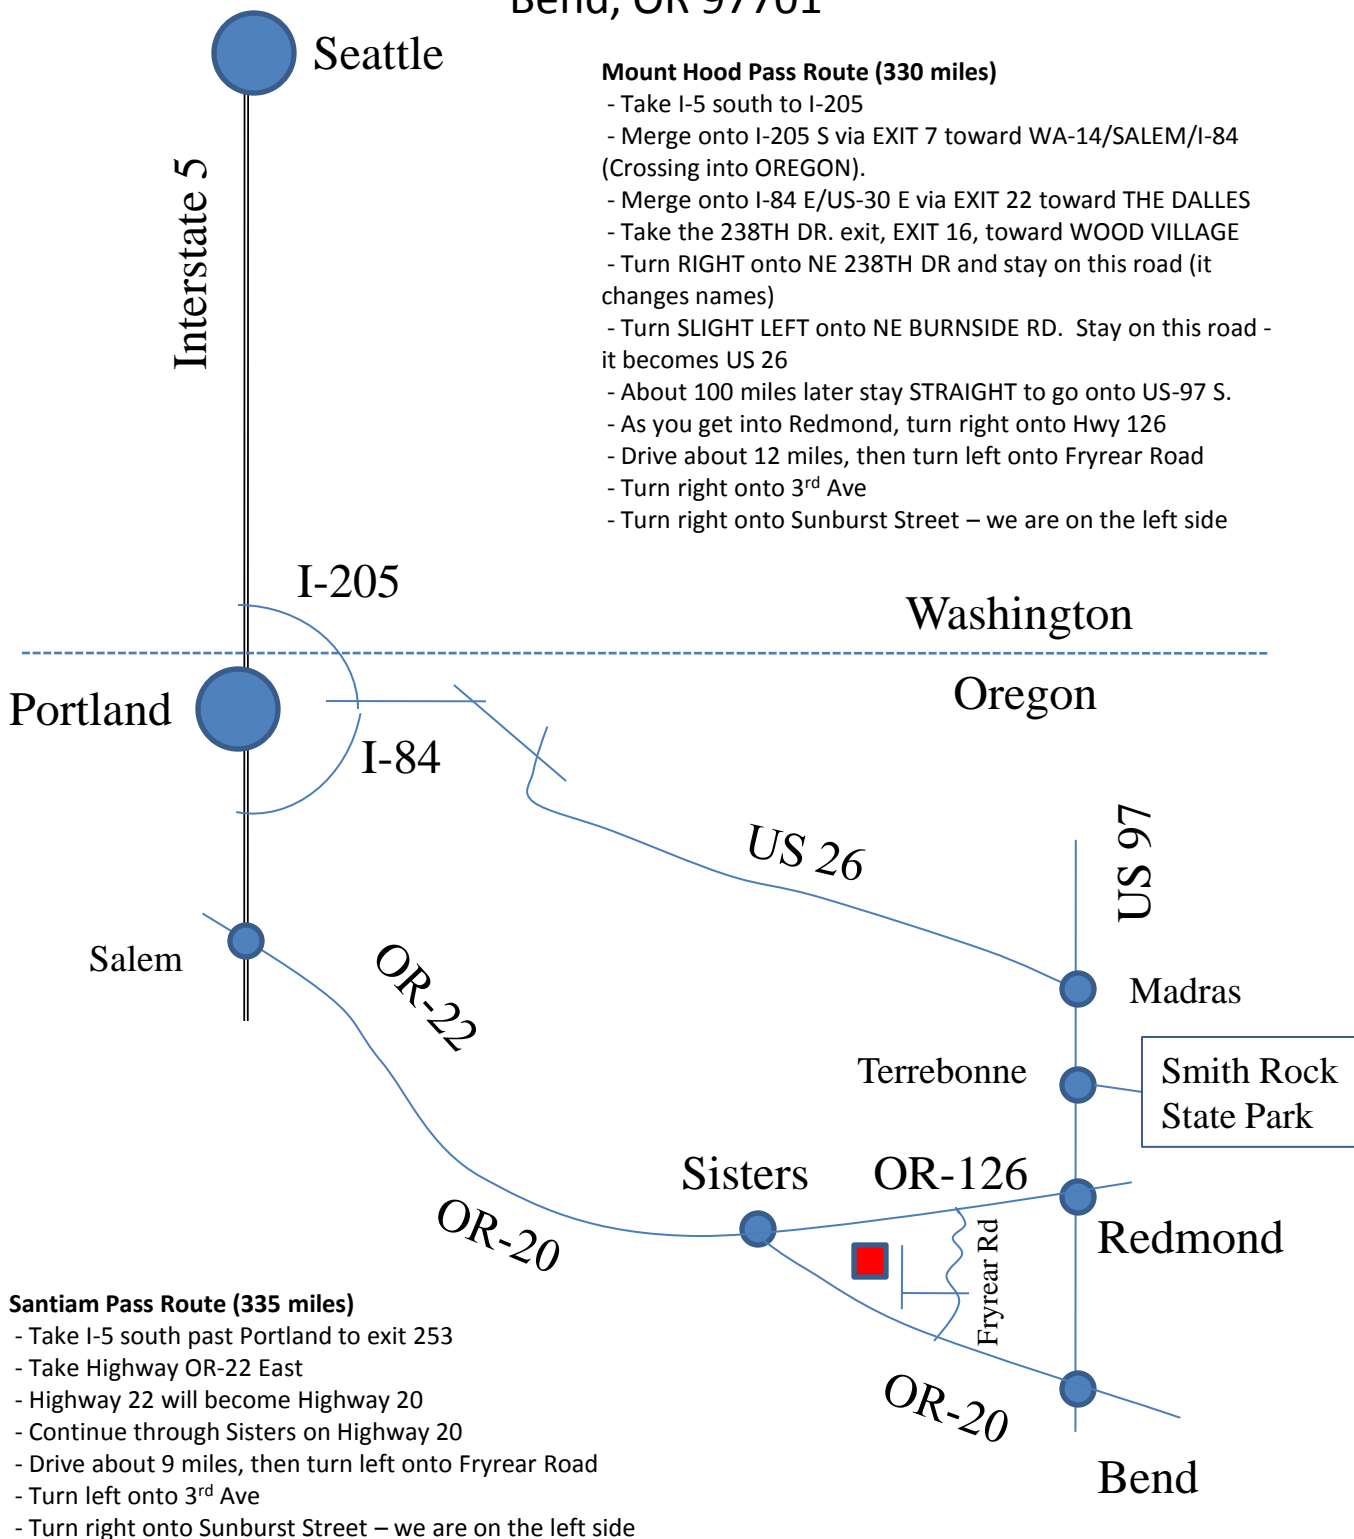 Bend, OR 97701
Seattle
Mount Hood Pass Route (330 miles)
- Take I-5 south to I-205
- Merge onto I-205 S via EXIT 7 toward WA-14/SALEM/I-84
(Crossing into OREGON).
- Merge onto I-84 E/US-30 E via EXIT 22 toward THE DALLES
- Take the 238TH DR. exit, EXIT 16, toward WOOD VILLAGE
- Turn RIGHT onto NE 238TH DR and stay on this road (it
changes names)
- Turn SLIGHT LEFT onto NE BURNSIDE RD.  Stay on this road -
it becomes US 26
- About 100 miles later stay STRAIGHT to go onto US-97 S.
- As you get into Redmond, turn right onto Hwy 126
- Drive about 12 miles, then turn left onto Fryrear Road
- Turn right onto 3rd Ave
- Turn right onto Sunburst Street – we are on the left side
Interstate 5
I-205
Washington
Oregon
Portland
I-84
US 26
US 97
Salem
OR-22
Madras
Terrebonne
Smith Rock
State Park
Sisters
OR-126
OR-20
Fryrear Rd
Redmond
OR-20
Bend
Santiam Pass Route (335 miles)
- Take I-5 south past Portland to exit 253
- Take Highway OR-22 East
- Highway 22 will become Highway 20
- Continue through Sisters on Highway 20
- Drive about 9 miles, then turn left onto Fryrear Road
- Turn left onto 3rd Ave
- Turn right onto Sunburst Street – we are on the left side